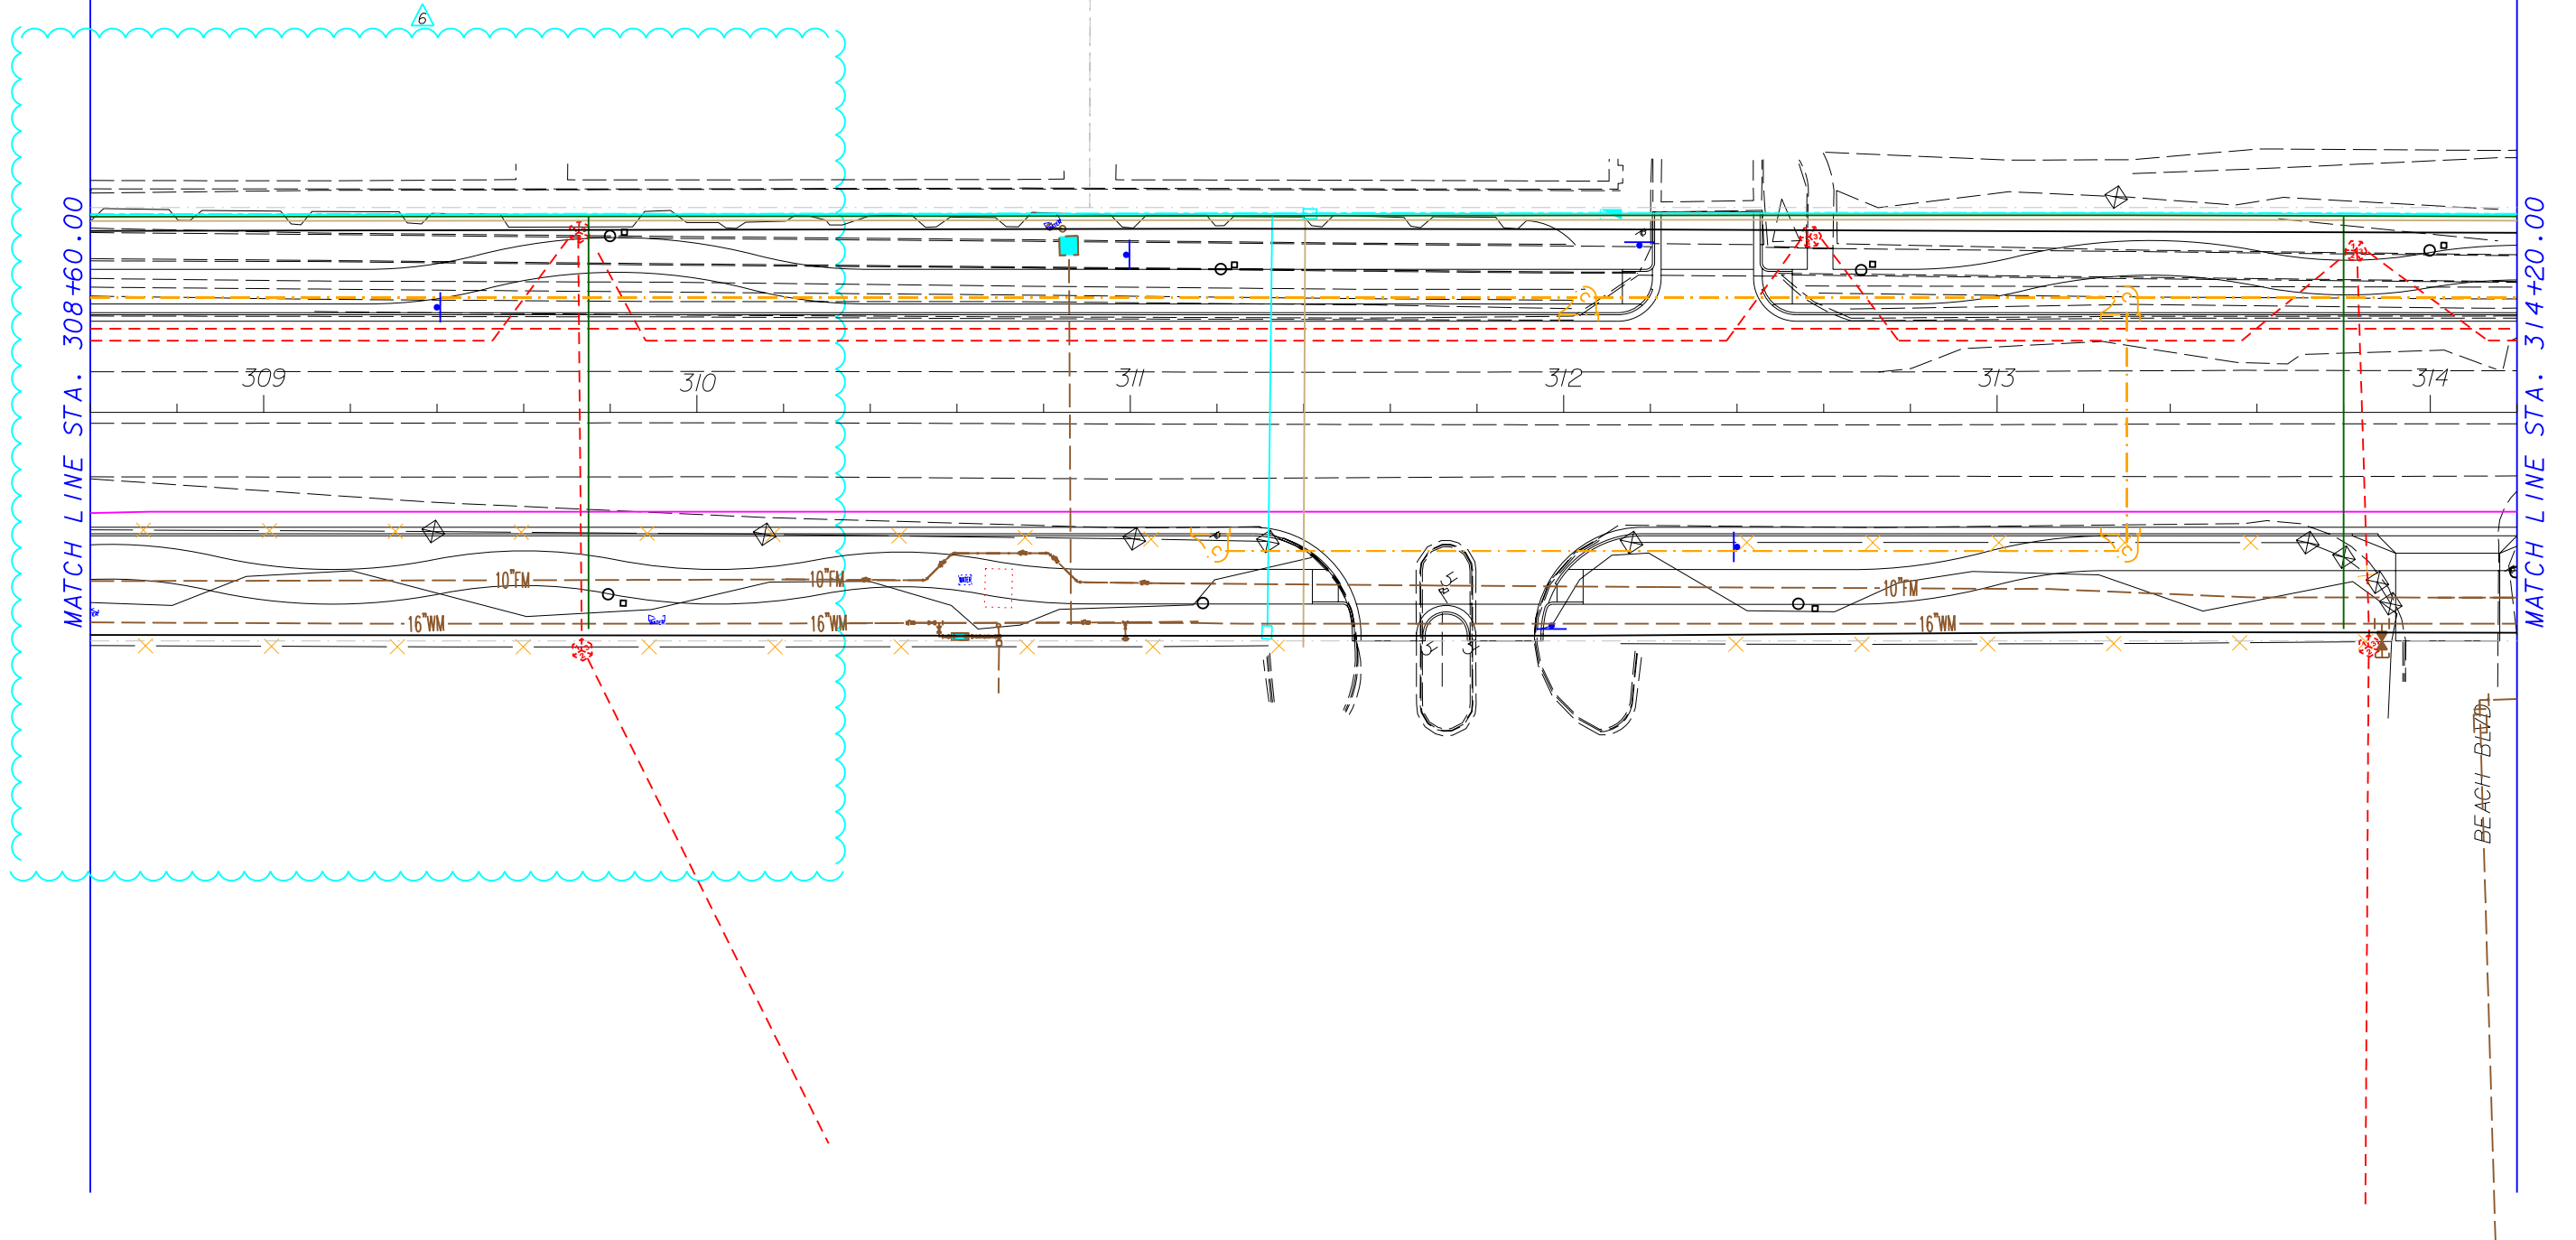 6
MATCH LINE STA. 308+60.00
309
310
311
312
313
314
MATCH LINE STA. 314+20.00
10"FM
10"FM
10"FM
16"WM
16"WM
16"WM
BEACH BLVD